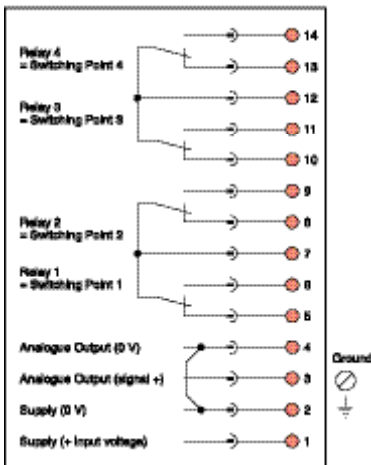 14
Relay 4
= Switching Point 4
13
12
Relay 3
= Switching Point 3
11
10
9
Relay 2
= Switching Point 2
8
7
Relay 1
= Switching Point 1
6
5
Analogue Output (0 V)
4
Ground
Analogue Output (signal +)
3
Supply (0 V)
2
Supply (+ Input voltage)
1